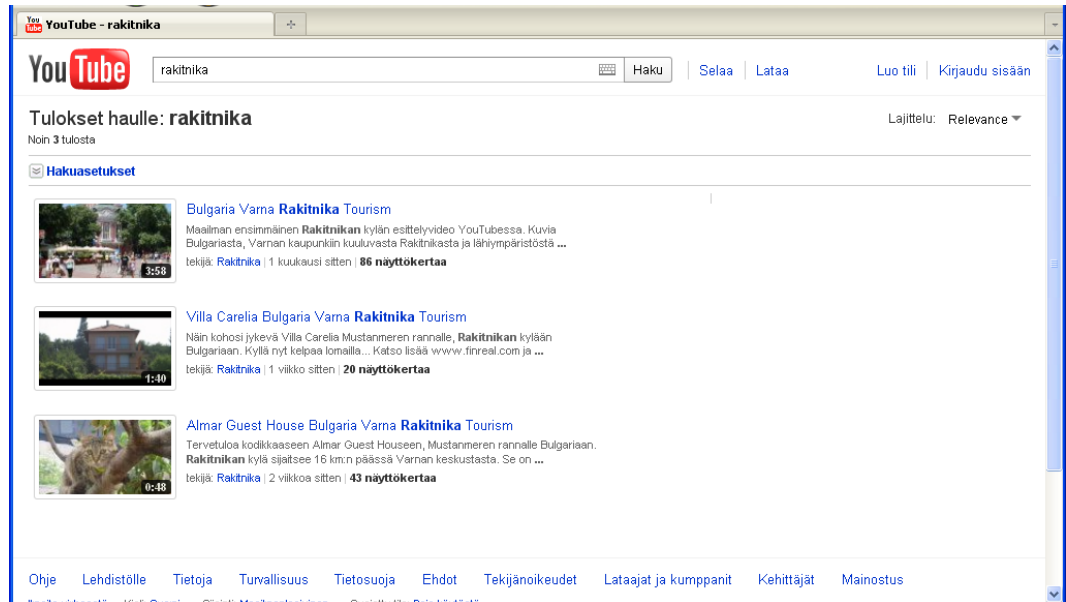 You Tube YouTube - rakitnika
You Tube rakitnika Haku Selaa Lataa Luo tili Kirjaudu sisään
Tulokset haulle: rakitnika Lajittelu: Relevance
Noin 3 tulosta
Hakuasetukset
Bulgaria Varna Rakitnika Tourism
Maailman ensimmäinen Rakitnikan kylän esittelyvideo YouTubessa. Kuvia
Bulgariasta, Varnan kaupunkiin kuuluvasta Rakitnikasta ja lähiympäristöstä ...
tekijä: Rakitnika | 1 kuukausi sitten | 86 näyttökertaa
3:58
Villa Carelia Bulgaria Varna Rakitnika Tourism
Näin kohosi jykevä Villa Carelia Mustanmeren rannalle, Rakitnikan kylään
Bulgariaan. Kyllä nyt kelpaa lomailla... Katso lisää www.finreal.com ja ...
tekijä: Rakitnika | 1 viikko sitten | 20 näyttökertaa
1:40
Almar Guest House Bulgaria Varna Rakitnika Tourism
Tervetuloa kodikkaaseen Almar Guest Houseen, Mustanmeren rannalle Bulgariaan.
Rakitnikan kylä sijaitsee 16 km:n päässä Varnan keskustasta. Se on ...
tekijä: Rakitnika | 2 viikkoa sitten | 43 näyttökertaa
0:48
Ohje Lehdistölle Tietoja Turvallisuus Tietosuoja Ehdot Tekijänoikeudet Lataajat ja kumppanit Kehittäjät Mainostus